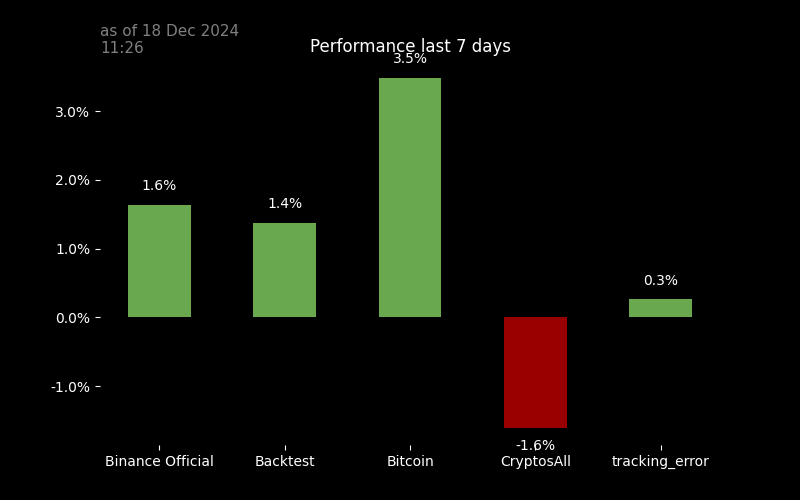 as of 18 Dec 2024
11:26
Performance last 7 days
3.5%
3.0%
2.0%
1.6%
1.4%
1.0%
0.3%
0.0%
-1.0%
-1.6%
Binance Official
Backtest
Bitcoin
CryptosAll
tracking_error